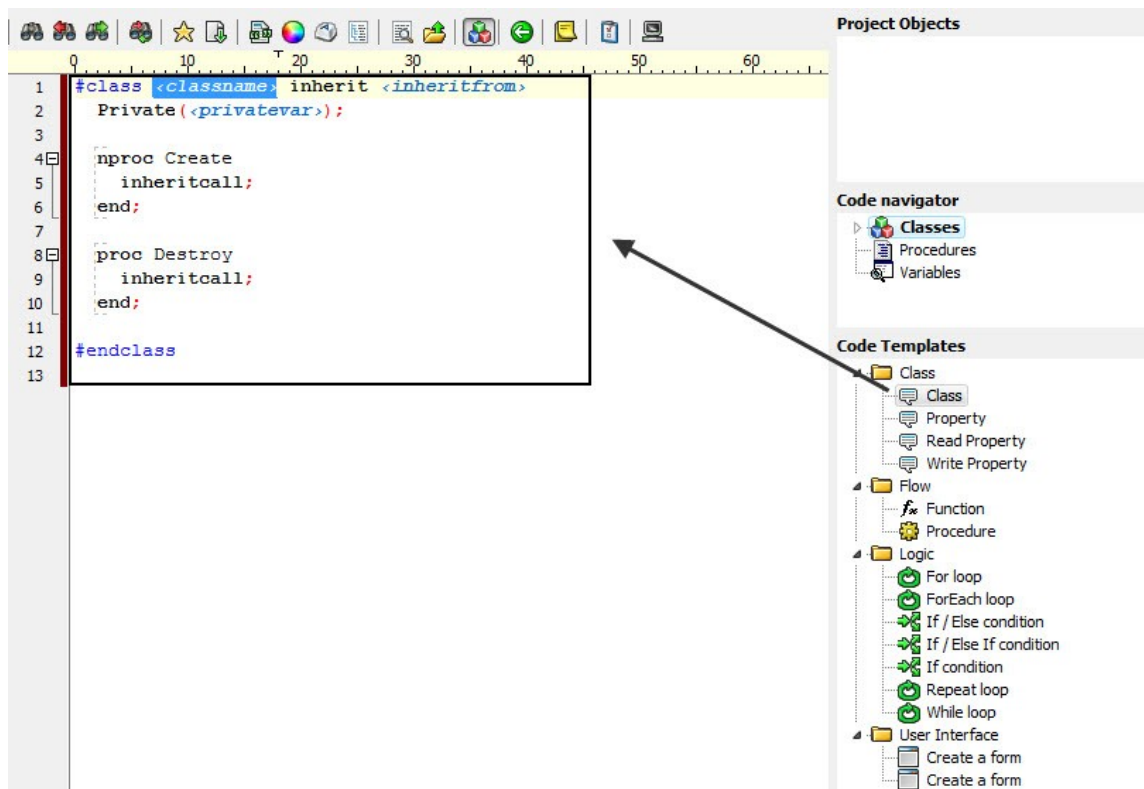 0 10 20 30 40 50 60
1 #class <classname> inherit <inheritfrom>
2 Private(<privatevar>);
3
4 nproc Create
5 inheritcall;
6 end;
7
8 proc Destroy
9 inheritcall;
10 end;
11
12 #endclass
13
Project Objects
Code navigator
Classes
Procedures
Variables
Code Templates
Class
Class
Property
Read Property
Write Property
Flow
fx Function
Procedure
Logic
For loop
ForEach loop
If / Else condition
If / Else If condition
If condition
Repeat loop
While loop
User Interface
Create a form
Create a form